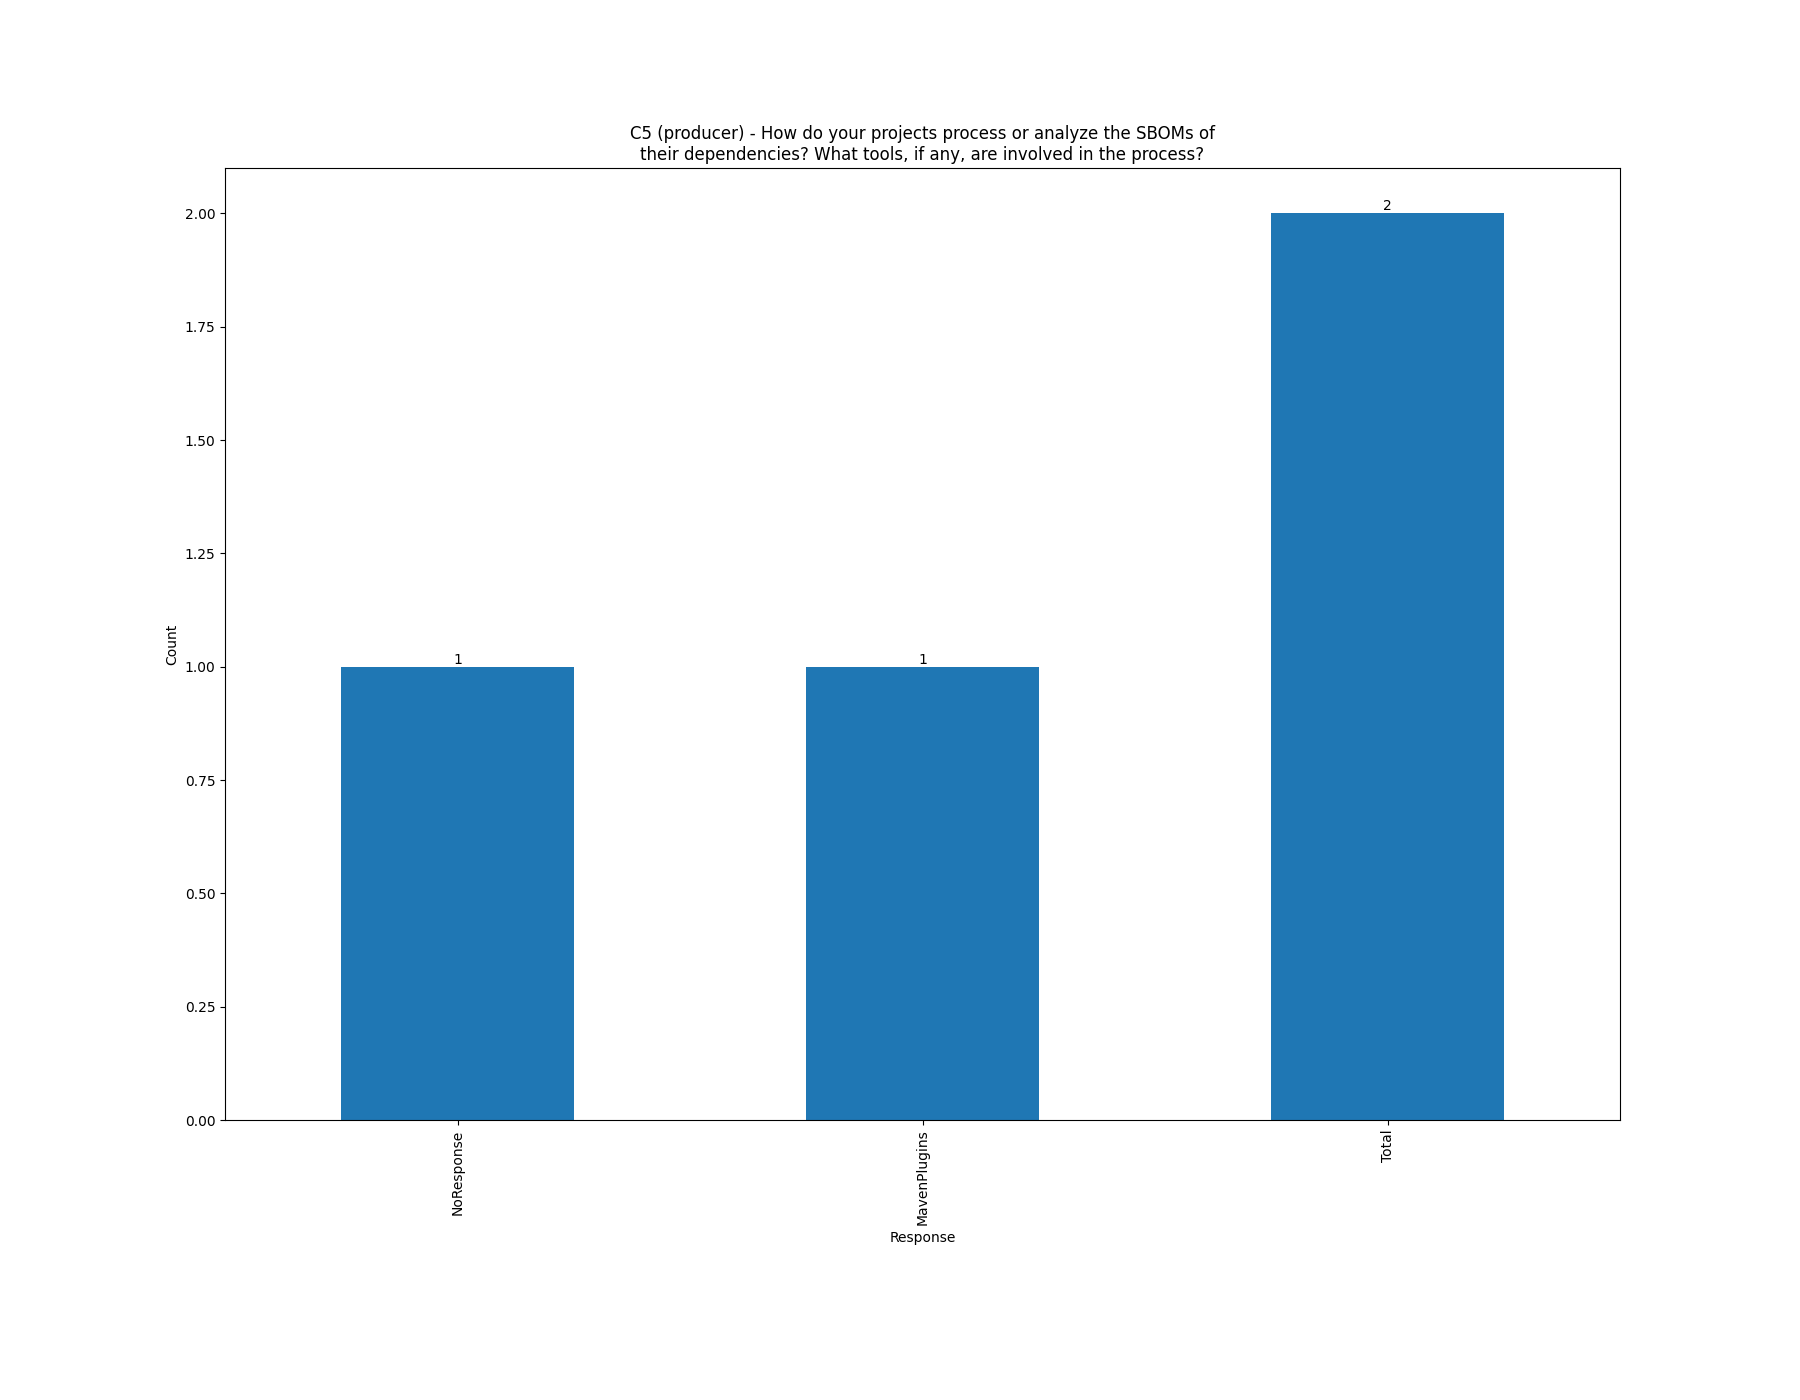 C5 (producer) - How do your projects process or analyze the SBOMs of
their dependencies? What tools, if any, are involved in the process?
2.00
1.75
1.50
1.25
1.00
0.75
0.50
0.25
0.00
Count
1
1
2
NoResponse
MavenPlugins
Total
Response